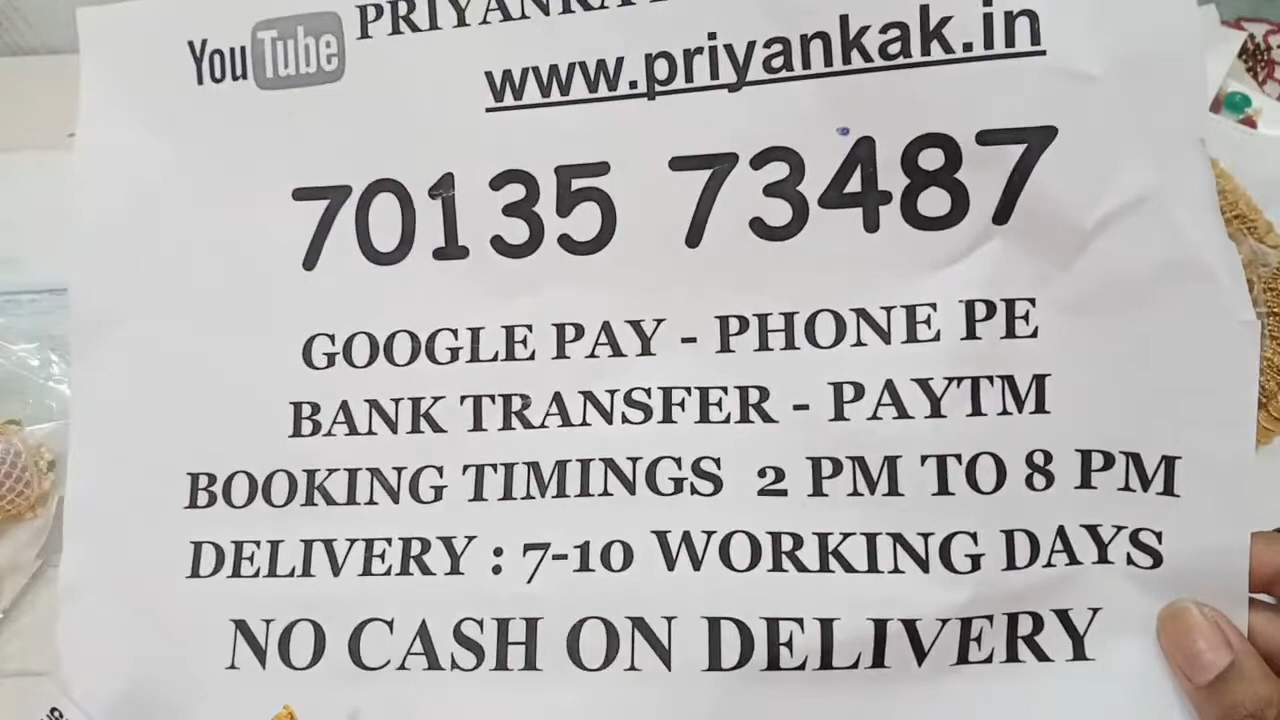 YouTube
www.priyankak.in
70135 73487
GOOGLE PAY - PHONE PE
BANK TRANSFER - PAYTM
BOOKING TIMINGS 2 PM TO 8 PM
DELIVERY : 7-10 WORKING DAYS
NO CASH ON DELIVERY